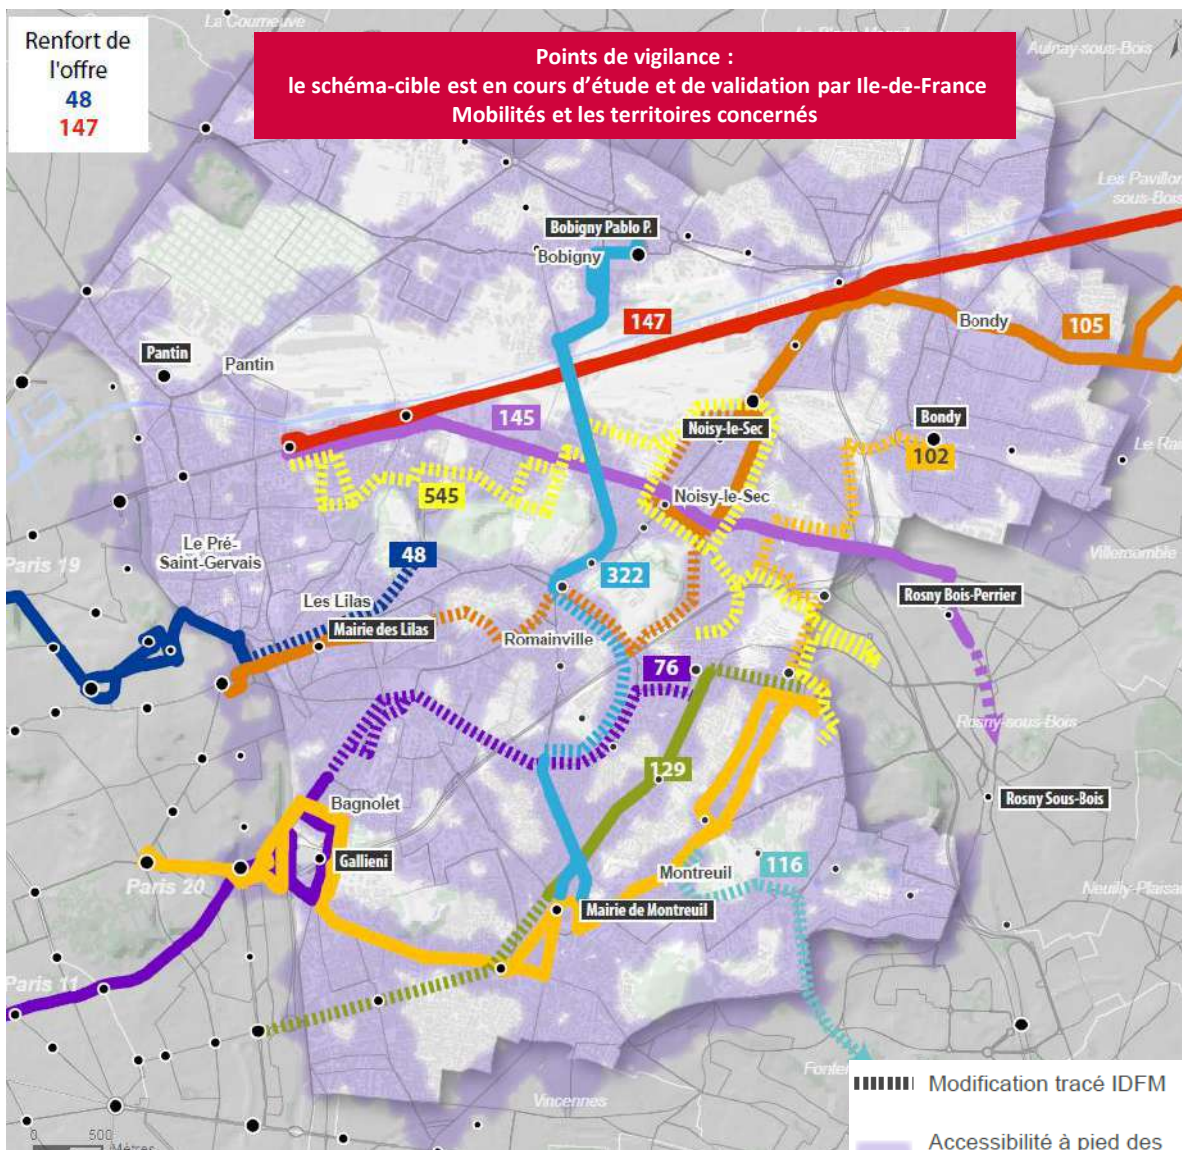 La Courneuve
Renfort de
l'offre
48
147
Points de vigilance :
le schéma-cible est en cours d'étude et de validation par Ile-de-France
Mobilités et les territoires concernés
Aulnay-sous-Bois
Les Pavillon
sous-Bois
Bobigny Pablo P.
Bobigny
147
Bondy
105
Pantin
Pantin
145
Noisy-le-Sec
Bondy
102
Le Rai
545
Noisy-le-Sec
Le Pré-
Saint-Gervais
48
Paris 19
Villemomble
322
Les Lilas
Rosny Bois-Perrier
Mairie des Lilas
Romainville
76
Rosny-sous-Bois
129
Bagnolet
Rosny Sous-Bois
Gallieni
Montreuil
116
Paris 20
Neuilly-Plaisan
Mairie de Montreuil
Paris 11
Fonten
Modification tracé IDFM
Vincennes
0 500
Mètres
Accessibilité à pied des